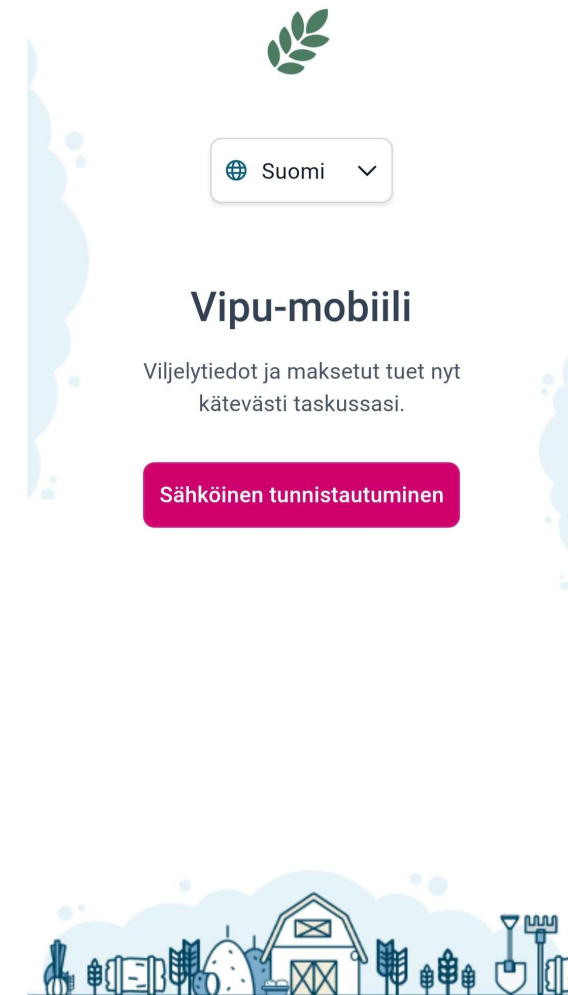 Suomi
Vipu-mobiili
Viljelytiedot ja maksetut tuet nyt
kätevästi taskussasi.
Sähköinen tunnistautuminen